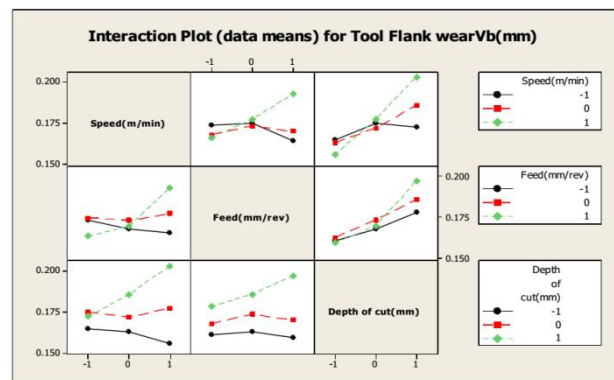 Interaction Plot (data means) for Tool Flank wearVb(mm)
-1 0 1
0.200
0.175
0.150
Speed(m/min)
Speed(m/min)
-1
0
1
Feed(mm/rev)
0.200
0.175
0.150
Feed(mm/rev)
-1
0
1
0.200
0.175
0.150
Depth of cut(mm)
Depth
of
cut(mm)
-1
0
1
-1 0 1
-1 0 1